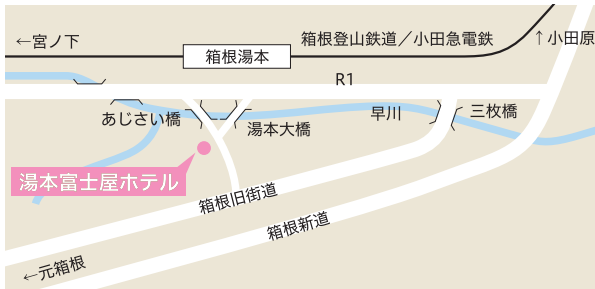 ←宮ノ下
箱根湯本
箱根登山鉄道／小田急電鉄
↑小田原
R1
あじさい橋
湯本大橋
早川
三枚橋
湯本富士屋ホテル
箱根旧街道
箱根新道
←元箱根